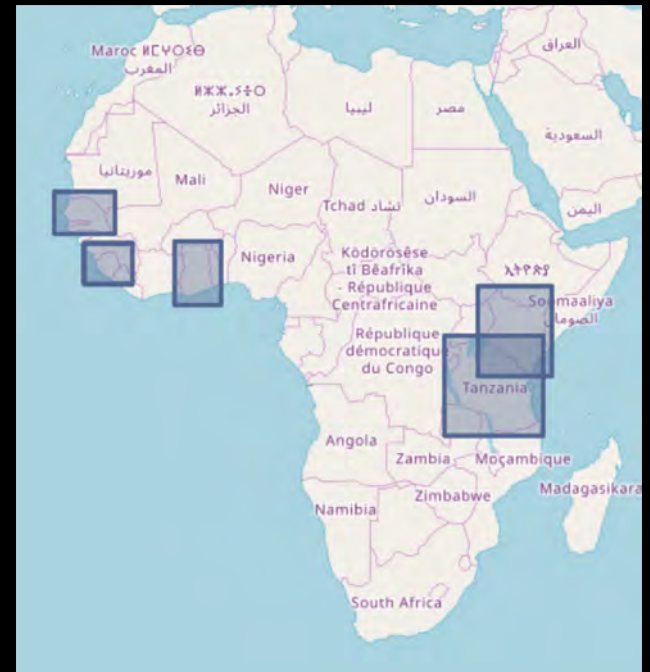 Maroc ⵍⵎⵖⵔⵉⴱ
المغرب
ⵍⵣⵣⴰⵢⴻⵔ
الجزائر
ليبيا
مصر
العراق
السعودية
اليمن
موريتانيا
Mali
Niger
Tchad تشاد
السودان
Nigeria
Ködörösêse
tî Bêafrîka
- République
Centrafricaine
ኢትዮጵያ
Soomaaliya
الصومال
République
démocratique
du Congo
Tanzania
Angola
Zambia
Moçambique
Zimbabwe
Madagasikara
Namibia
South Africa